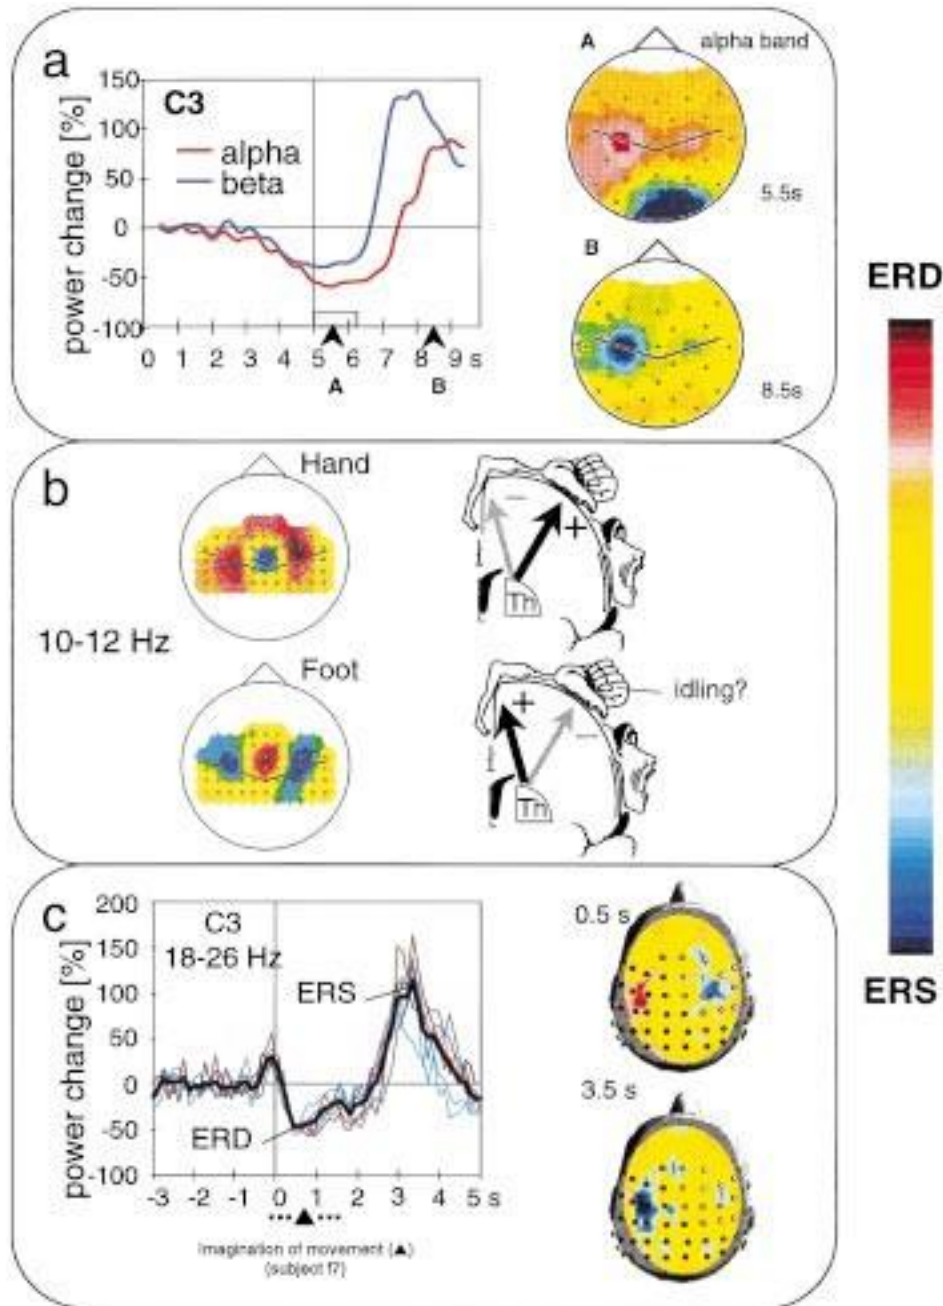 a
C3
alpha
beta
power change [%]
150
100
50
0
-50
-100
0 1 2 3 4 5 6 7 8 9 s
A
B
A
alpha band
5.5s
B
8.5s
ERD
ERS
b
Hand
10-12 Hz
Foot
−
+
Th
+
−
Th
idling?
c
C3
18-26 Hz
ERS
ERD
power change [%]
200
150
100
50
0
-50
-100
-3 -2 -1 0 1 2 3 4 5 s
Imagination of movement (▲)
(subject f7)
0.5 s
3.5 s